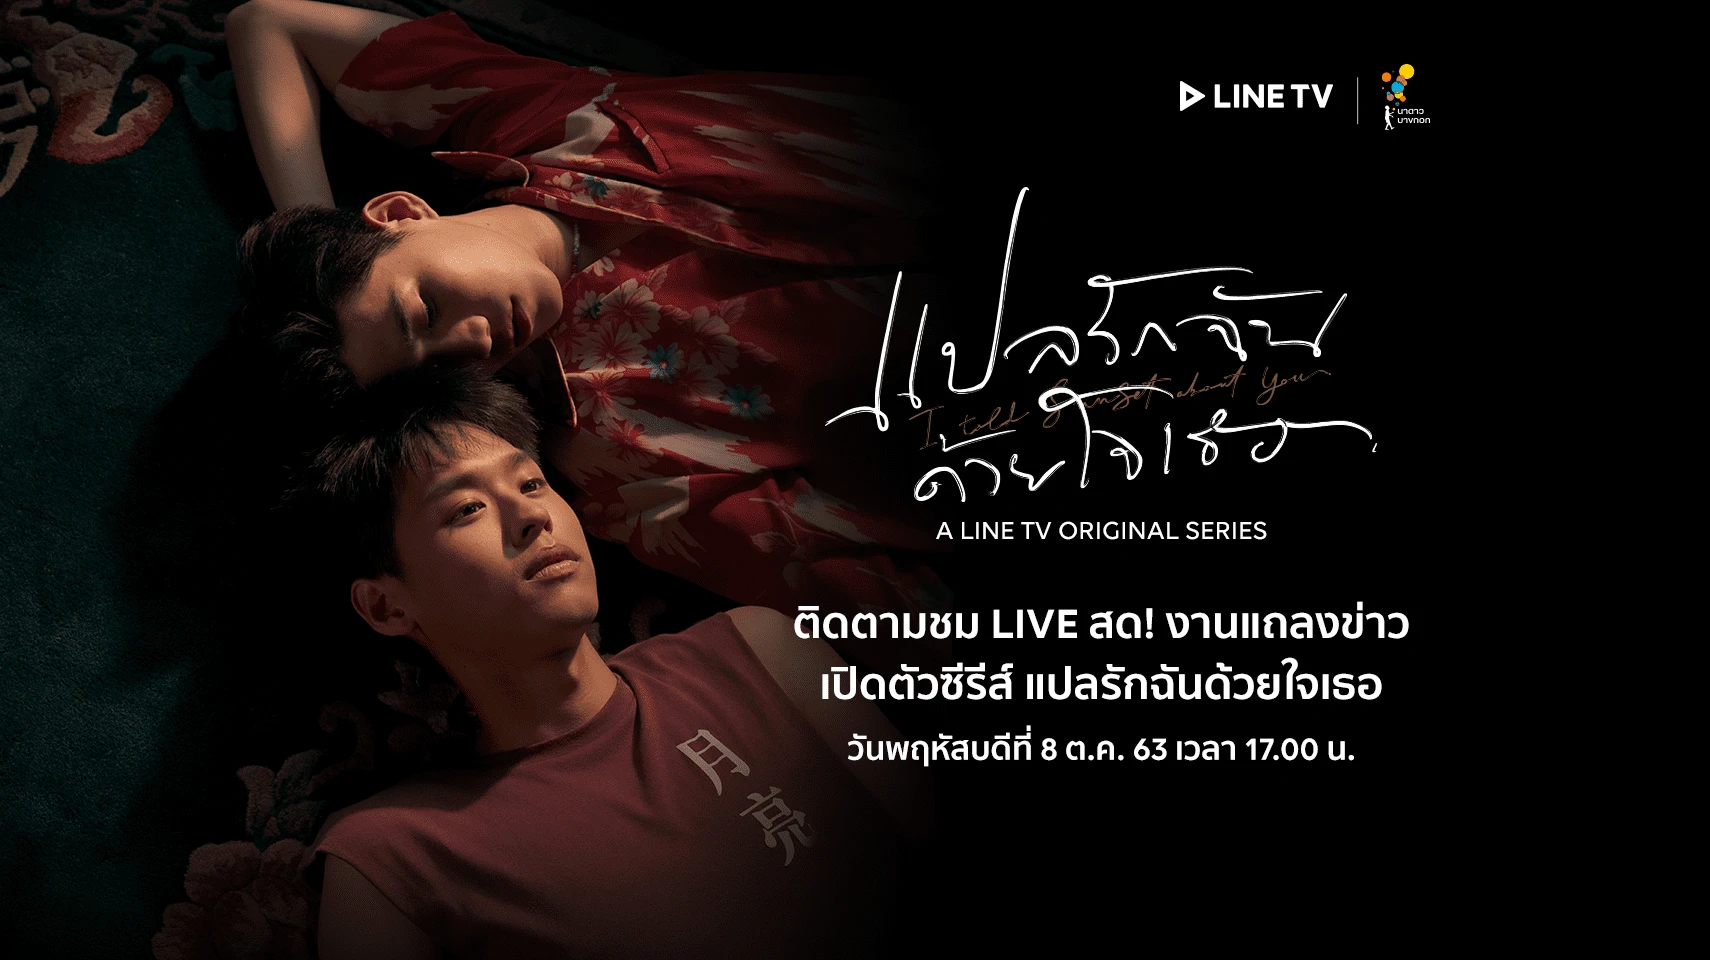 LINE TV
นาดาว
บางกอก
แปลรักฉัน
I told Sunset about You
ด้วยใจเธอ
A LINE TV ORIGINAL SERIES
ติดตามชม LIVE สด! งานแถลงข่าว
เปิดตัวซีรีส์ แปลรักฉันด้วยใจเธอ
วันพฤหัสบดีที่ 8 ต.ค. 63 เวลา 17.00 น.
月
亮